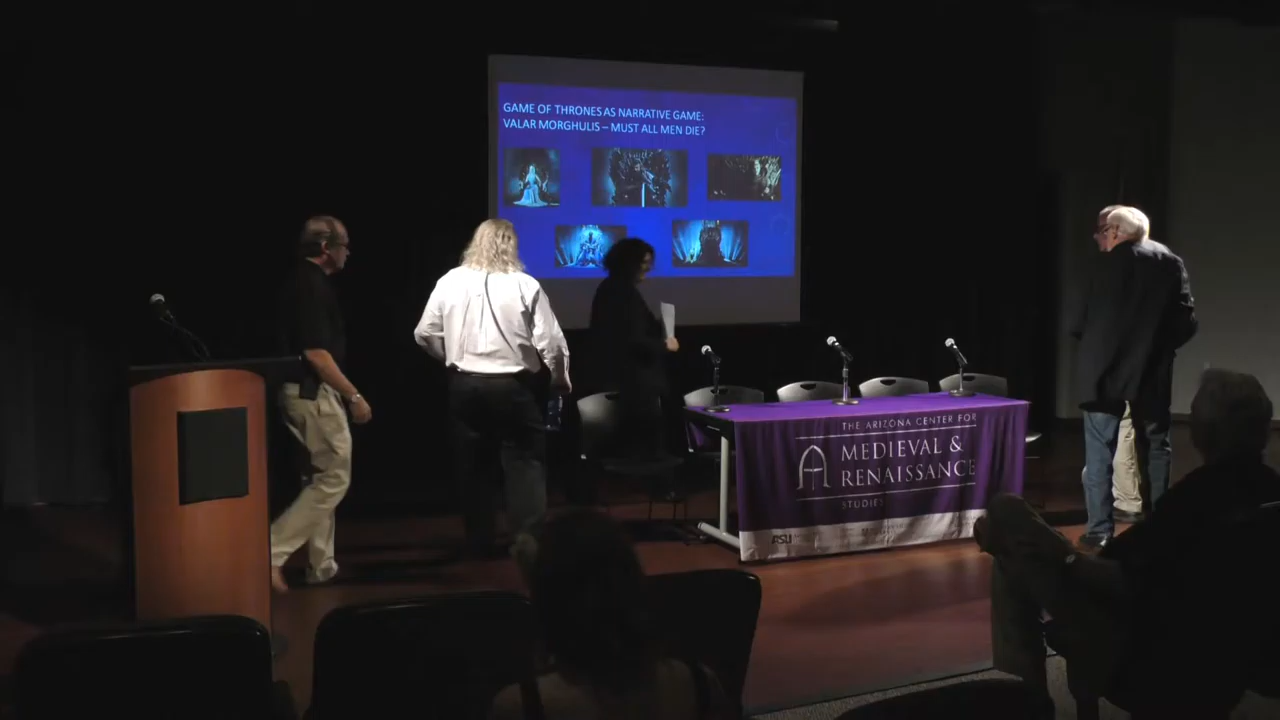 GAME OF THRONES AS NARRATIVE GAME:
VALAR MORGHULIS – MUST ALL MEN DIE?
THE ARIZONA CENTER FOR
MEDIEVAL &
RENAISSANCE
STUDIES
ASU